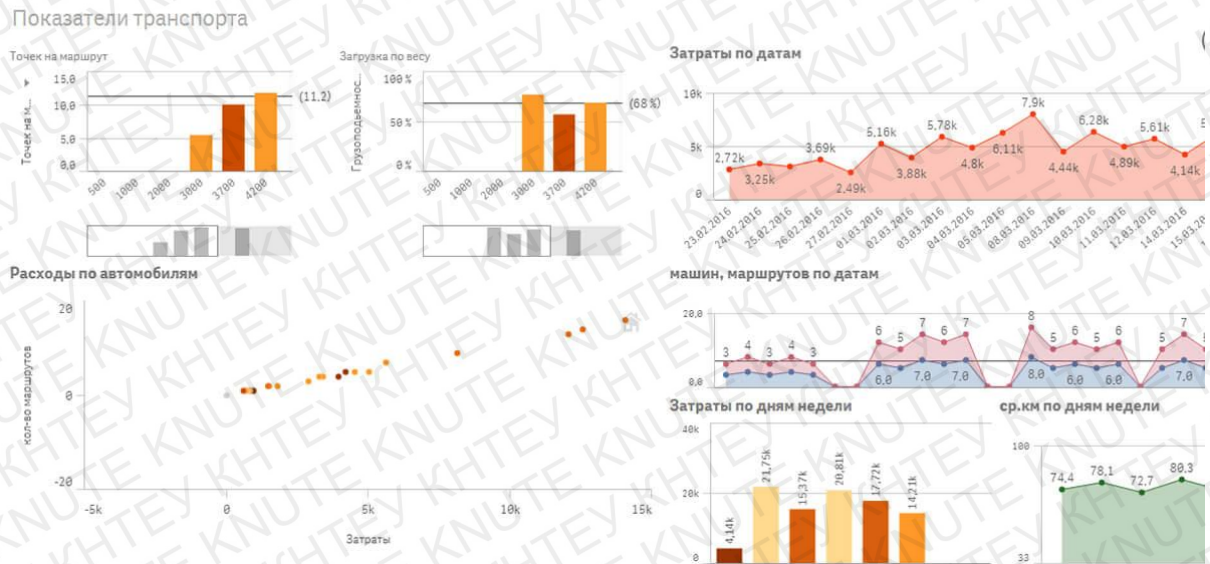 Показатели транспорта
Точек на маршрут
Точек на м...
15,0
10,0
5,0
0,0
(11.2)
500
1000
2000
3000
3700
4200
Загрузка по весу
Грузоподъемнос...
100%
50%
0%
(68%)
500
1000
2000
3000
3700
4200
Затраты по датам
10k
5k
0
2,72k
3,25k
3,69k
2,49k
5,16k
3,88k
5,78k
4,8k
6,11k
7,9k
4,44k
6,28k
4,89k
5,61k
4,14k
23.02.2016
24.02.2016
25.02.2016
26.02.2016
27.02.2016
01.03.2016
02.03.2016
03.03.2016
04.03.2016
05.03.2016
08.03.2016
09.03.2016
10.03.2016
11.03.2016
12.03.2016
14.03.2016
Расходы по автомобилям
кол-во маршрутов
20
0
-20
-5k
0
5k
10k
15k
Затраты
машин, маршрутов по датам
20,0
0,0
3
4
3
4
3
6
5
7
6
7
8
5
6
5
6
5
7
6,0
7,0
7,0
8,0
6,0
6,0
7,0
Затраты по дням недели
40k
20k
0
4,14k
21,75k
15,37k
20,81k
17,72k
14,21k
ср.км по дням недели
100
33
74,4
78,1
72,7
80,3
КНТЕУ KNUTE КНТЕУ KNUTE